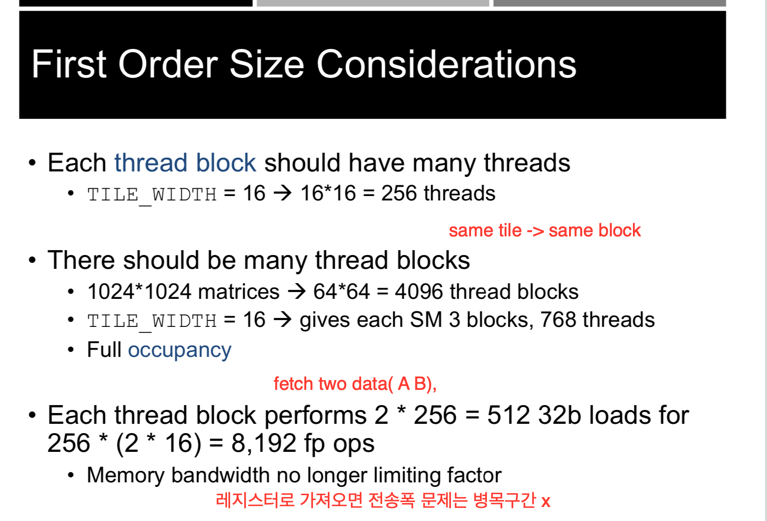 First Order Size Considerations
• Each thread block should have many threads
• TILE_WIDTH = 16 → 16*16 = 256 threads
same tile -> same block
• There should be many thread blocks
• 1024*1024 matrices → 64*64 = 4096 thread blocks
• TILE_WIDTH = 16 → gives each SM 3 blocks, 768 threads
• Full occupancy
fetch two data( A B),
• Each thread block performs 2 * 256 = 512 32b loads for
256 * (2 * 16) = 8,192 fp ops
• Memory bandwidth no longer limiting factor
레지스터로 가져오면 전송폭 문제는 병목구간 x